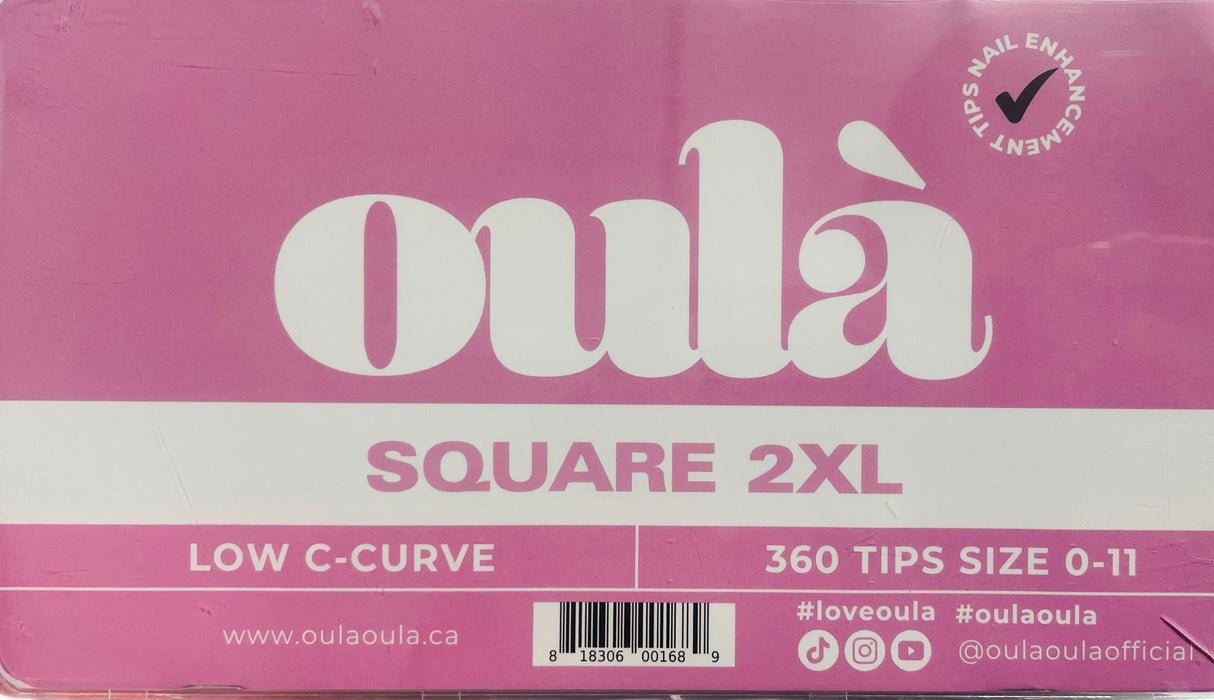 NAIL ENHANCEMENT TIPS
oulà
SQUARE 2XL
LOW C-CURVE
360 TIPS SIZE 0-11
#loveoula #oulaoula
www.oulaoula.ca
8 18306 00168 9
@oulaoulaofficial